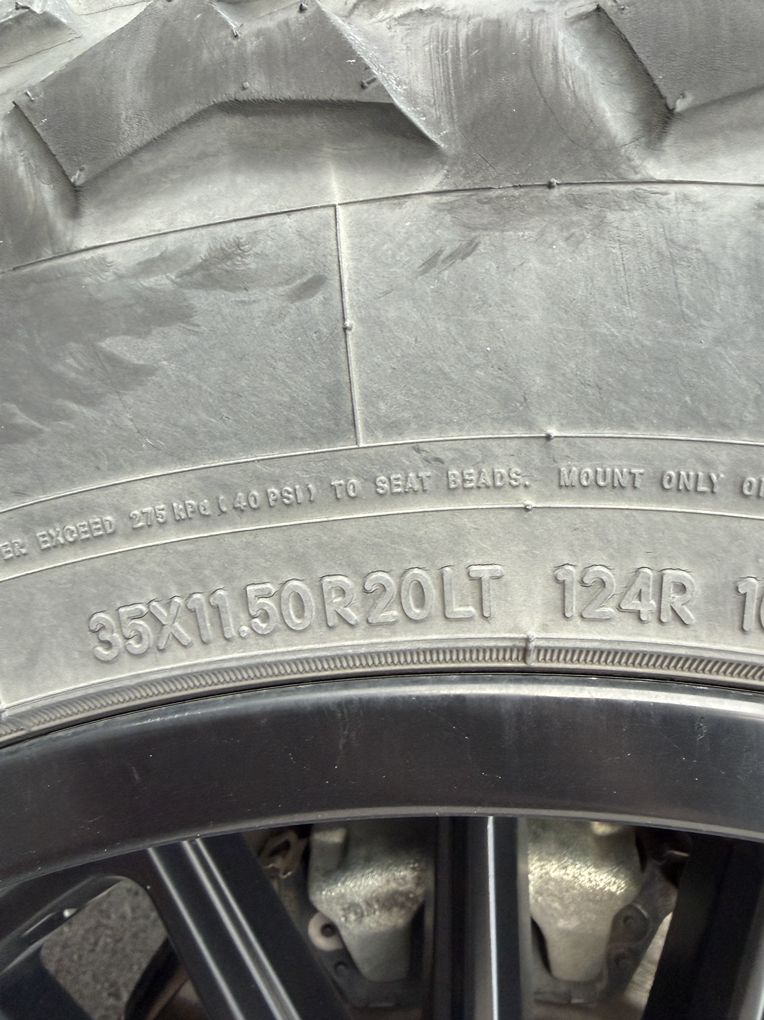 EXCEED 275 kPa (40 PSI) TO SEAT BEADS. MOUNT ONLY
35X11.50R20LT 124R